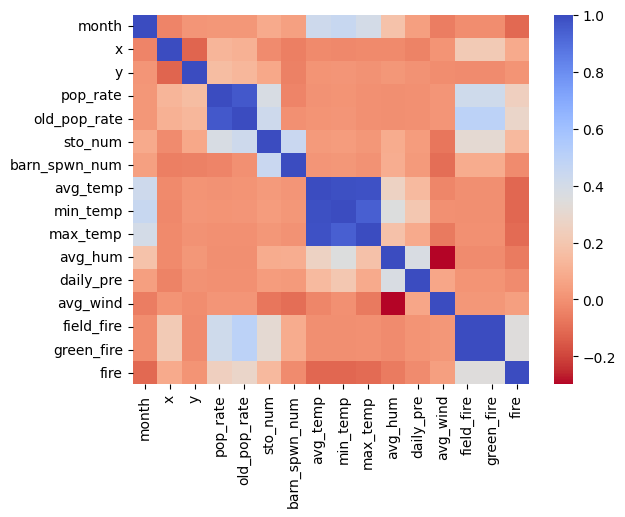 month
x
y
pop_rate
old_pop_rate
sto_num
barn_spwn_num
avg_temp
min_temp
max_temp
avg_hum
daily_pre
avg_wind
field_fire
green_fire
fire
month
x
y
pop_rate
old_pop_rate
sto_num
barn_spwn_num
avg_temp
min_temp
max_temp
avg_hum
daily_pre
avg_wind
field_fire
green_fire
fire
1.0
0.8
0.6
0.4
0.2
0.0
−0.2